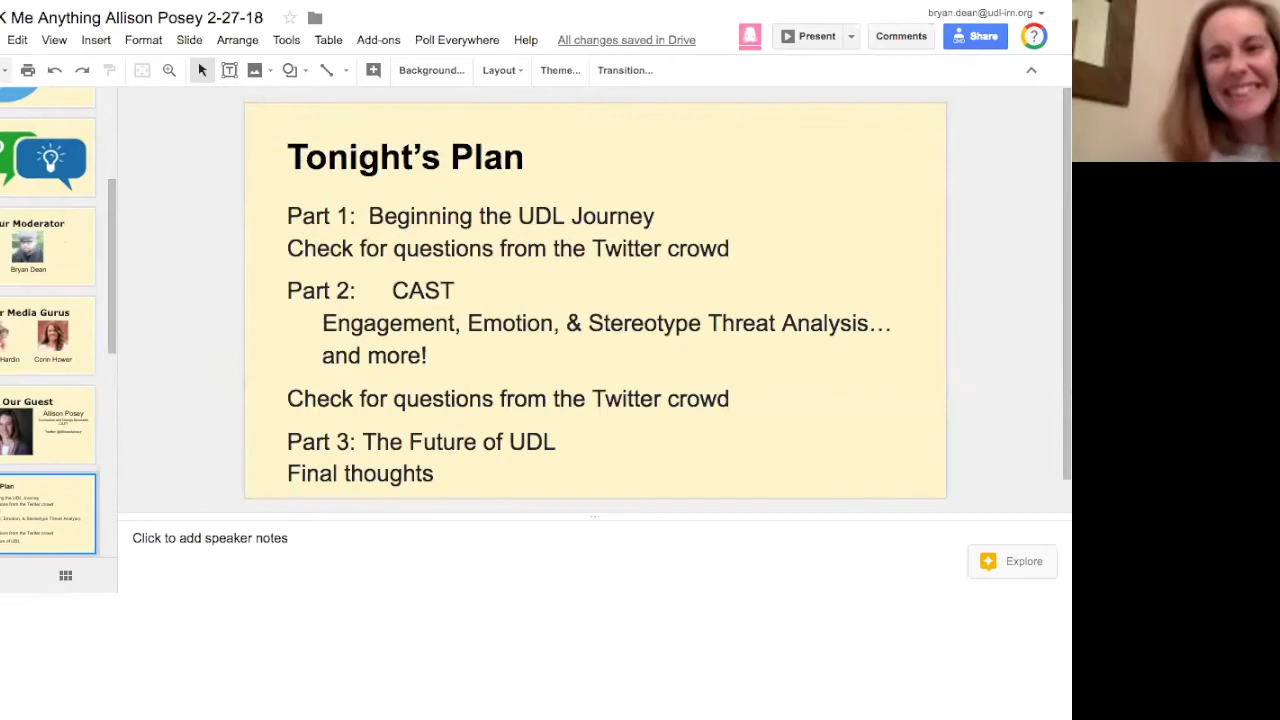 K Me Anything Allison Posey 2-27-18
bryan.dean@udl-irn.org
Edit View Insert Format Slide Arrange Tools Table Add-ons Poll Everywhere Help All changes saved in Drive
Present Comments Share
Background... Layout Theme... Transition...
ur Moderator
Bryan Dean
r Media Gurus
Hardin Corin Hower
Our Guest
Allison Posey
CAST
Plan
Tonight’s Plan
Part 1: Beginning the UDL Journey
Check for questions from the Twitter crowd
Part 2: CAST
Engagement, Emotion, & Stereotype Threat Analysis…
and more!
Check for questions from the Twitter crowd
Part 3: The Future of UDL
Final thoughts
Click to add speaker notes
Explore